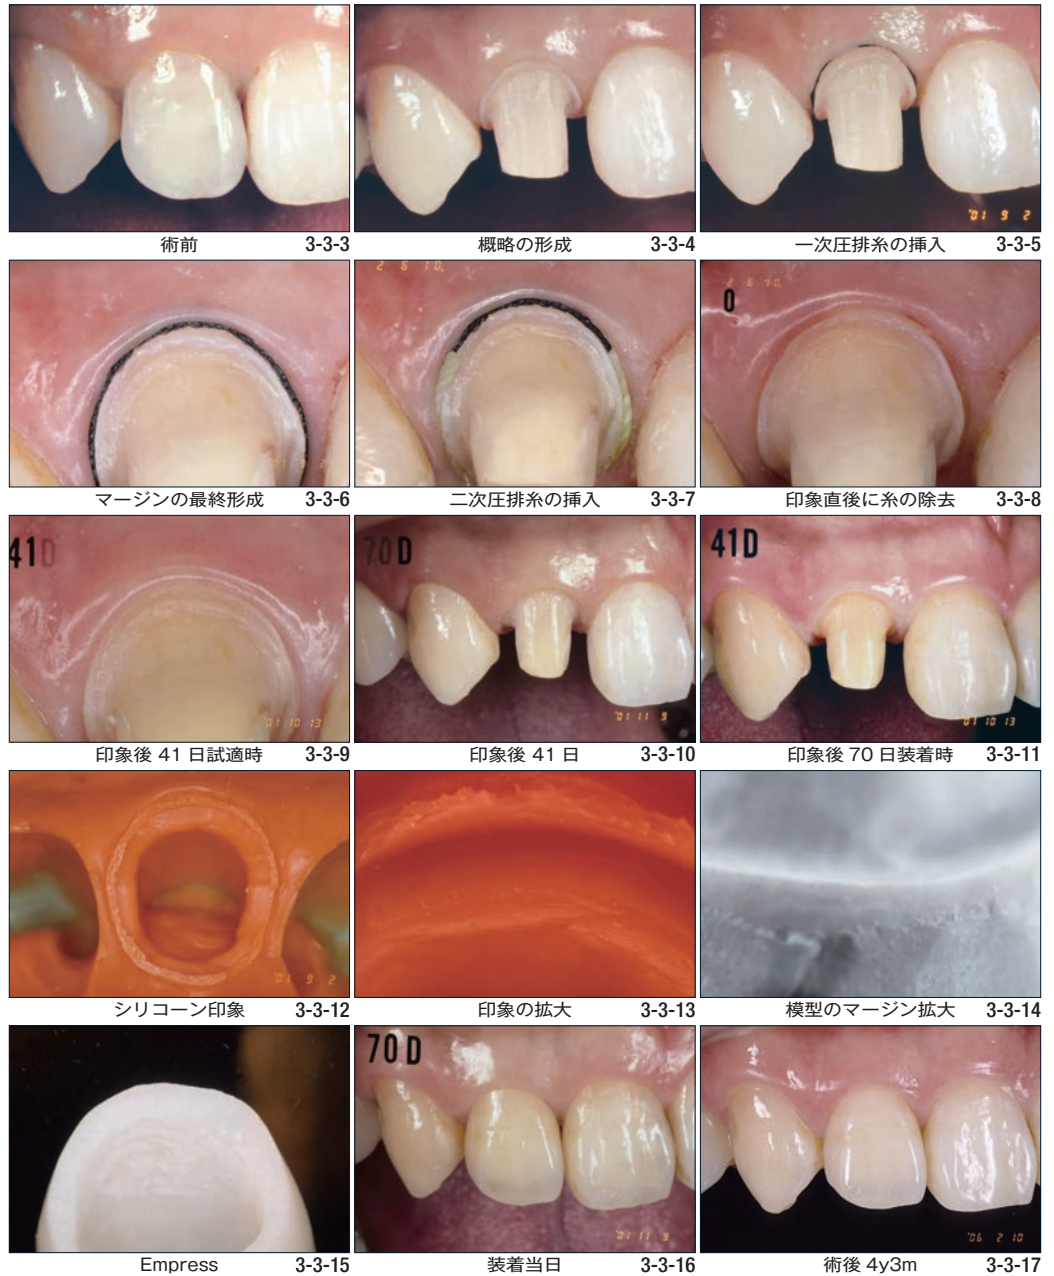 '01 9 2
術前 3-3-3
概略の形成 3-3-4
一次圧排糸の挿入 3-3-5
2 6 10.
0
マージンの最終形成 3-3-6
二次圧排糸の挿入 3-3-7
印象直後に糸の除去 3-3-8
41D
70D
41D
'01 10 13
'01 11 9
01 10 13
印象後 41 日試適時 3-3-9
印象後 41 日 3-3-10
印象後 70 日装着時 3-3-11
'01 9 2
シリコーン印象 3-3-12
印象の拡大 3-3-13
模型のマージン拡大 3-3-14
70 D
'01 11 9
'06 2 10
Empress 3-3-15
装着当日 3-3-16
術後 4y3m 3-3-17